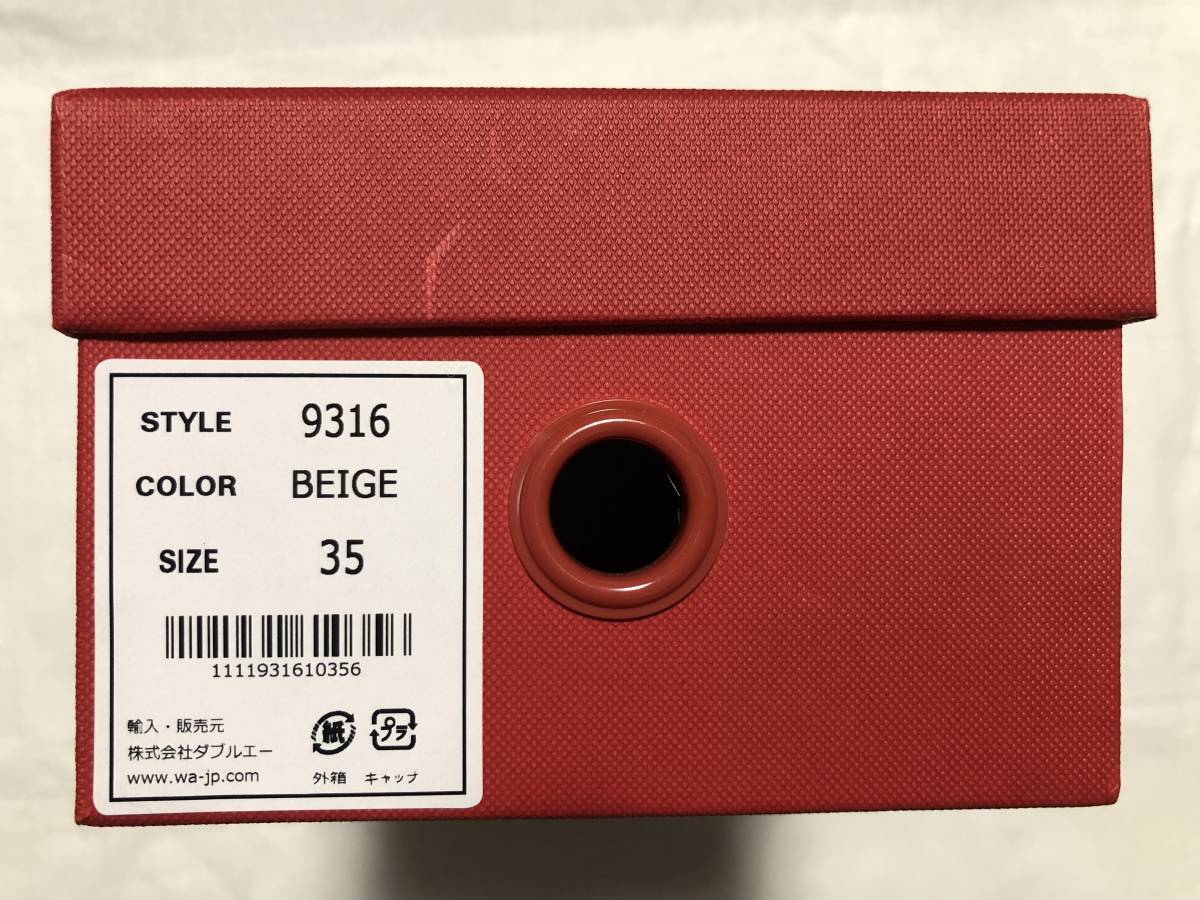 STYLE 9316
COLOR BEIGE
SIZE 35
1111931610356
輸入・販売元
株式会社ダブルエー
www.wa-jp.com
紙 プラ
外箱 キャップ